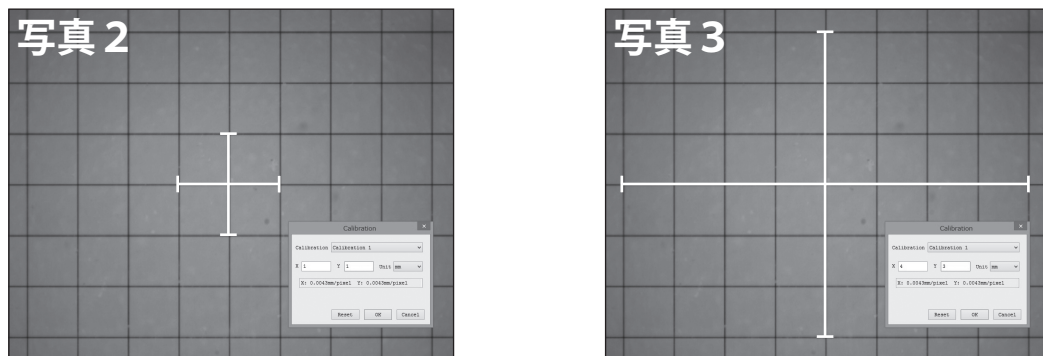 写真2
Calibration
×
Calibration Calibration 1
X 1 Y 1 Unit mm
X: 0.0043mm/pixel Y: 0.0043mm/pixel
Reset OK Cancel
写真3
Calibration
×
Calibration Calibration 1
X 4 Y 3 Unit mm
X: 0.0043mm/pixel Y: 0.0043mm/pixel
Reset OK Cancel